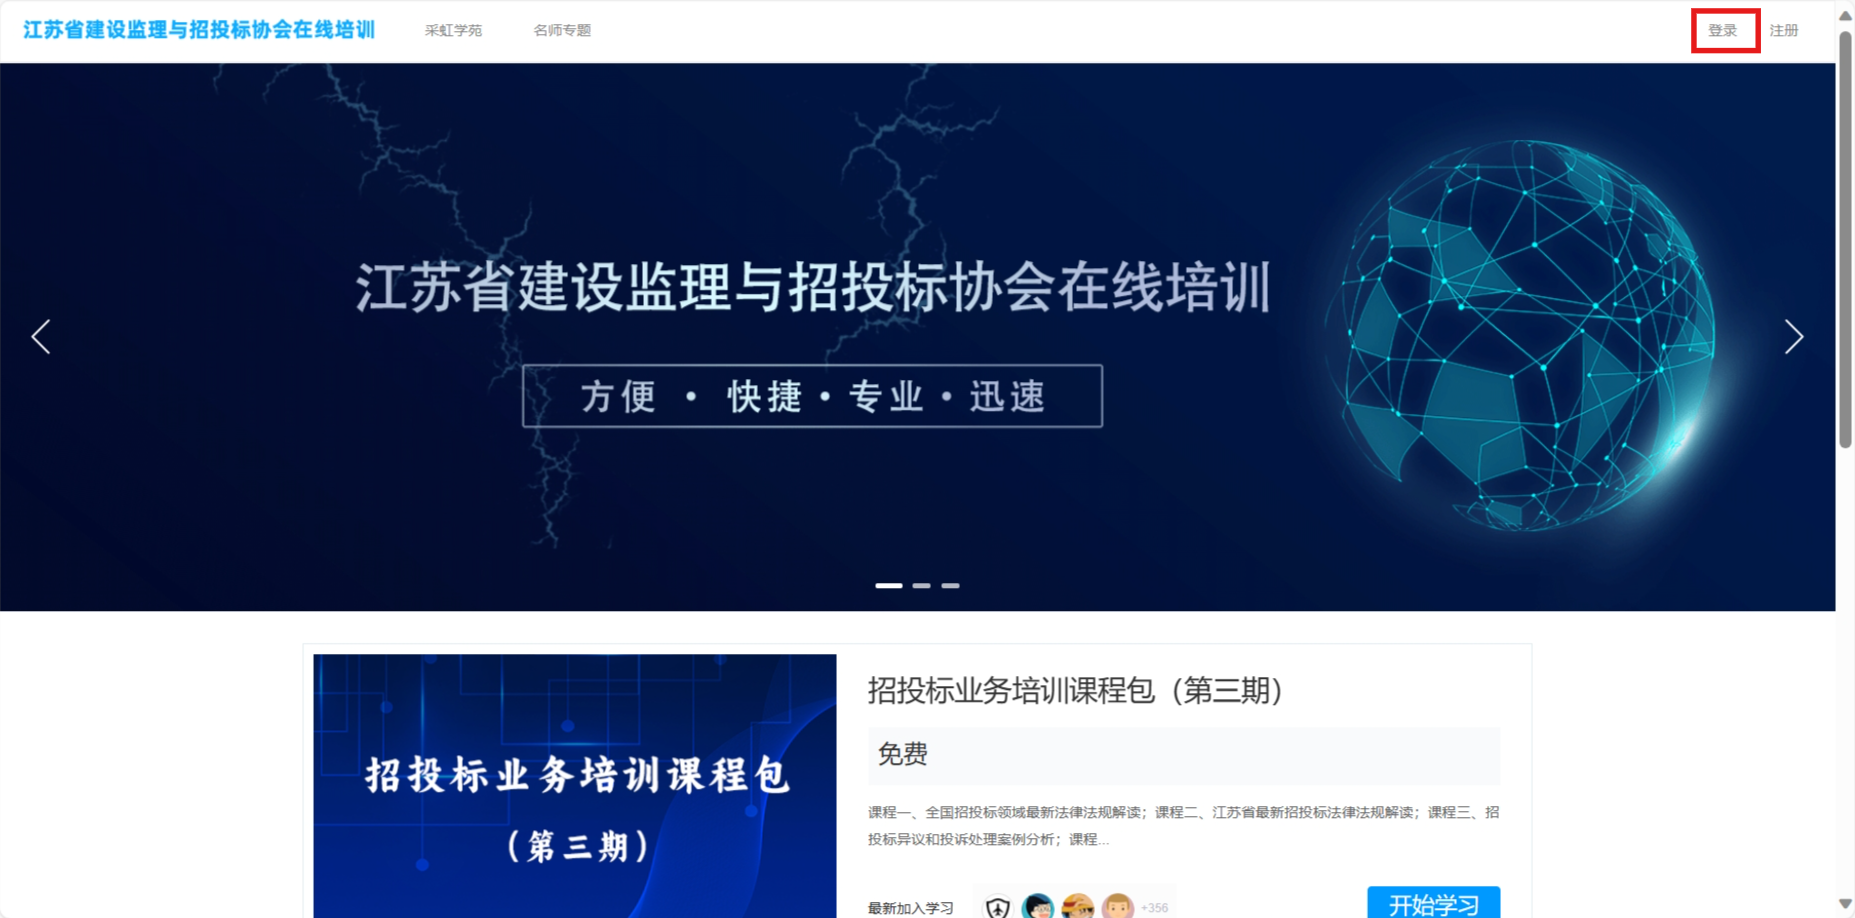 江苏省建设监理与招投标协会在线培训 采虹学苑 名师专题 登录 注册
江苏省建设监理与招投标协会在线培训
方便 · 快捷 · 专业 · 迅速
招投标业务培训课程包
（第三期）
招投标业务培训课程包（第三期）
免费
课程一、全国招投标领域最新法律法规解读；课程二、江苏省最新招投标法律法规解读；课程三、招
投标异议和投诉处理案例分析；课程...
最新加入学习 +356 开始学习